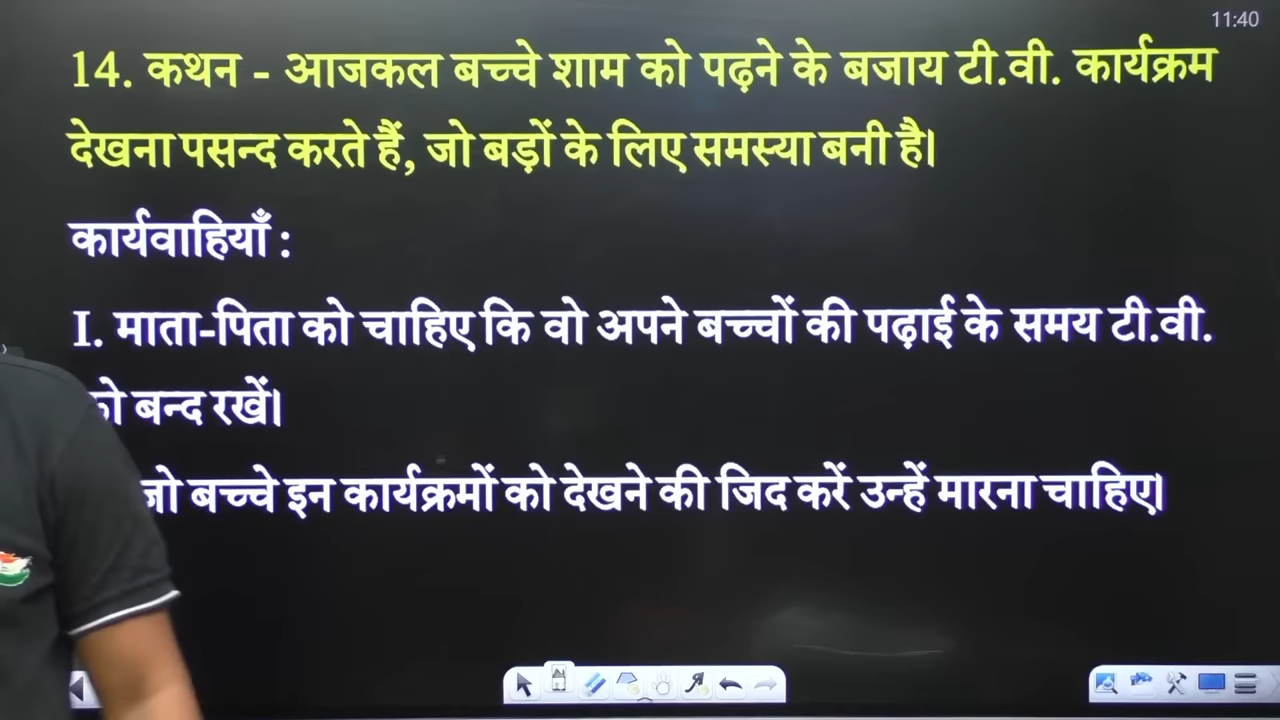 11:40
14. कथन - आजकल बच्चे शाम को पढ़ने के बजाय टी.वी. कार्यक्रम
देखना पसन्द करते हैं, जो बड़ों के लिए समस्या बनी है।
कार्यवाहियाँ :
I. माता-पिता को चाहिए कि वो अपने बच्चों की पढ़ाई के समय टी.वी.
को बन्द रखें।
जो बच्चे इन कार्यक्रमों को देखने की जिद करें उन्हें मारना चाहिए।